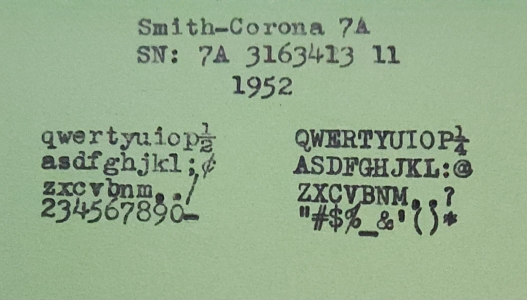 Smith-Corona 7A
SN: 7A 3163413 11
1952
qwertyuiop½
asdfghjkl;¢
zxcvbnm,./
234567890-
QWERTYUIOP¼
ASDFGHJKL:@
ZXCVBNM,.?
"#$%_&'()*